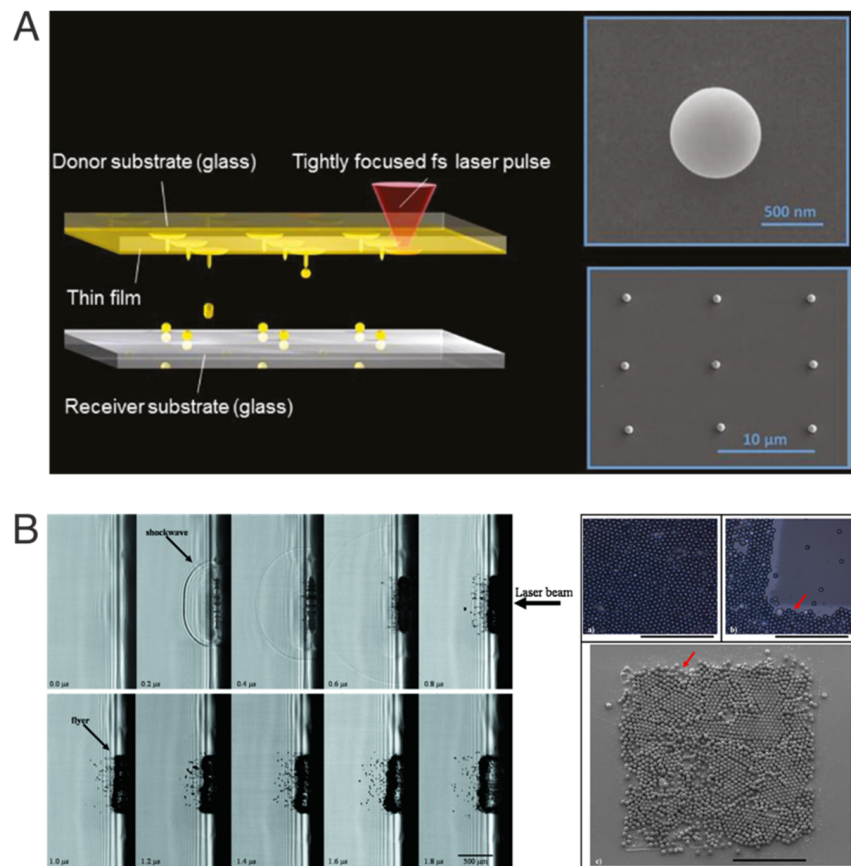 A
Donor substrate (glass)
Tightly focused fs laser pulse
Thin film
Receiver substrate (glass)
500 nm
10 µm
B
shockwave
Laser beam
0.0 µs
0.2 µs
0.4 µs
0.6 µs
0.8 µs
flyer
1.0 µs
1.2 µs
1.4 µs
1.6 µs
1.8 µs
500 µm
a)
b)
c)